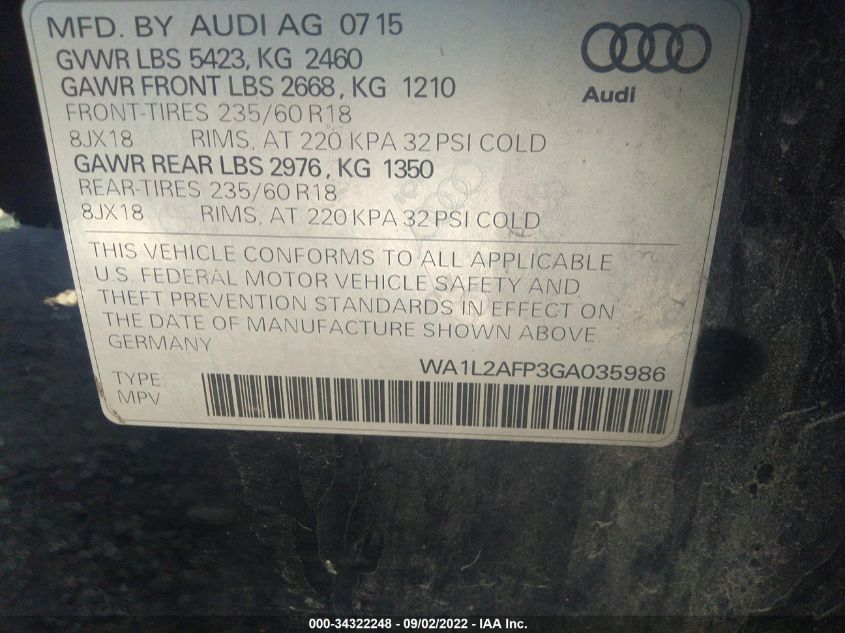 MFD. BY AUDI AG 0715
GVWR LBS 5423, KG 2460
GAWR FRONT LBS 2668, KG 1210
FRONT-TIRES 235/60 R18
8JX18 RIMS, AT 220 KPA 32 PSI COLD
GAWR REAR LBS 2976, KG 1350
REAR-TIRES 235/60 R18
8JX18 RIMS, AT 220 KPA 32 PSI COLD
Audi
THIS VEHICLE CONFORMS TO ALL APPLICABLE
U.S. FEDERAL MOTOR VEHICLE SAFETY AND
THEFT PREVENTION STANDARDS IN EFFECT ON
THE DATE OF MANUFACTURE SHOWN ABOVE.
GERMANY
WA1L2AFP3GA035986
TYPE:
MPV
000-34322248 - 09/02/2022 - IAA Inc.